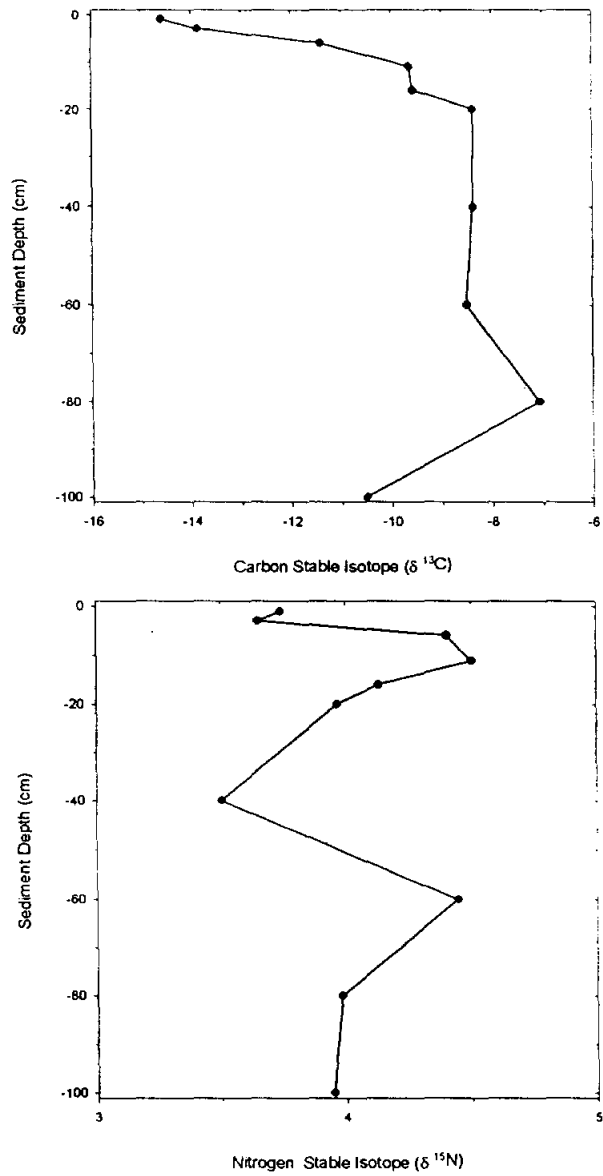 0
-20
-40
-60
-80
-100
Sediment Depth (cm)
-16 -14 -12 -10 -8 -6
Carbon Stable Isotope (δ ¹³C)
0
-20
-40
-60
-80
-100
Sediment Depth (cm)
3 4 5
Nitrogen Stable Isotope (δ ¹⁵N)